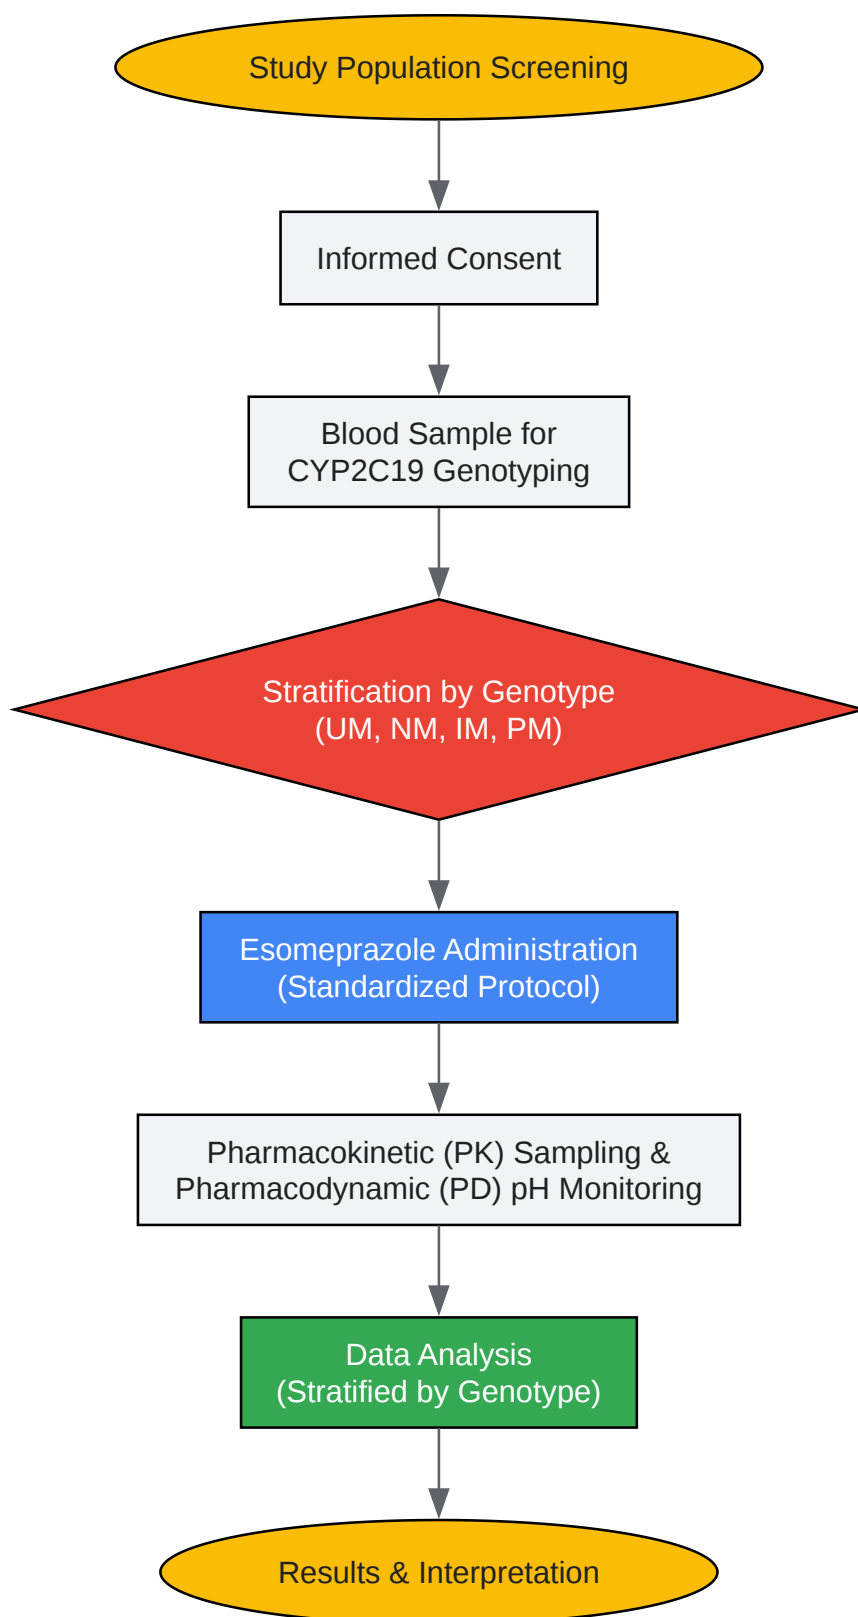 Study Population Screening
Informed Consent
Blood Sample for
CYP2C19 Genotyping
Stratification by Genotype
(UM, NM, IM, PM)
Esomeprazole Administration
(Standardized Protocol)
Pharmacokinetic (PK) Sampling &
Pharmacodynamic (PD) pH Monitoring
Data Analysis
(Stratified by Genotype)
Results & Interpretation